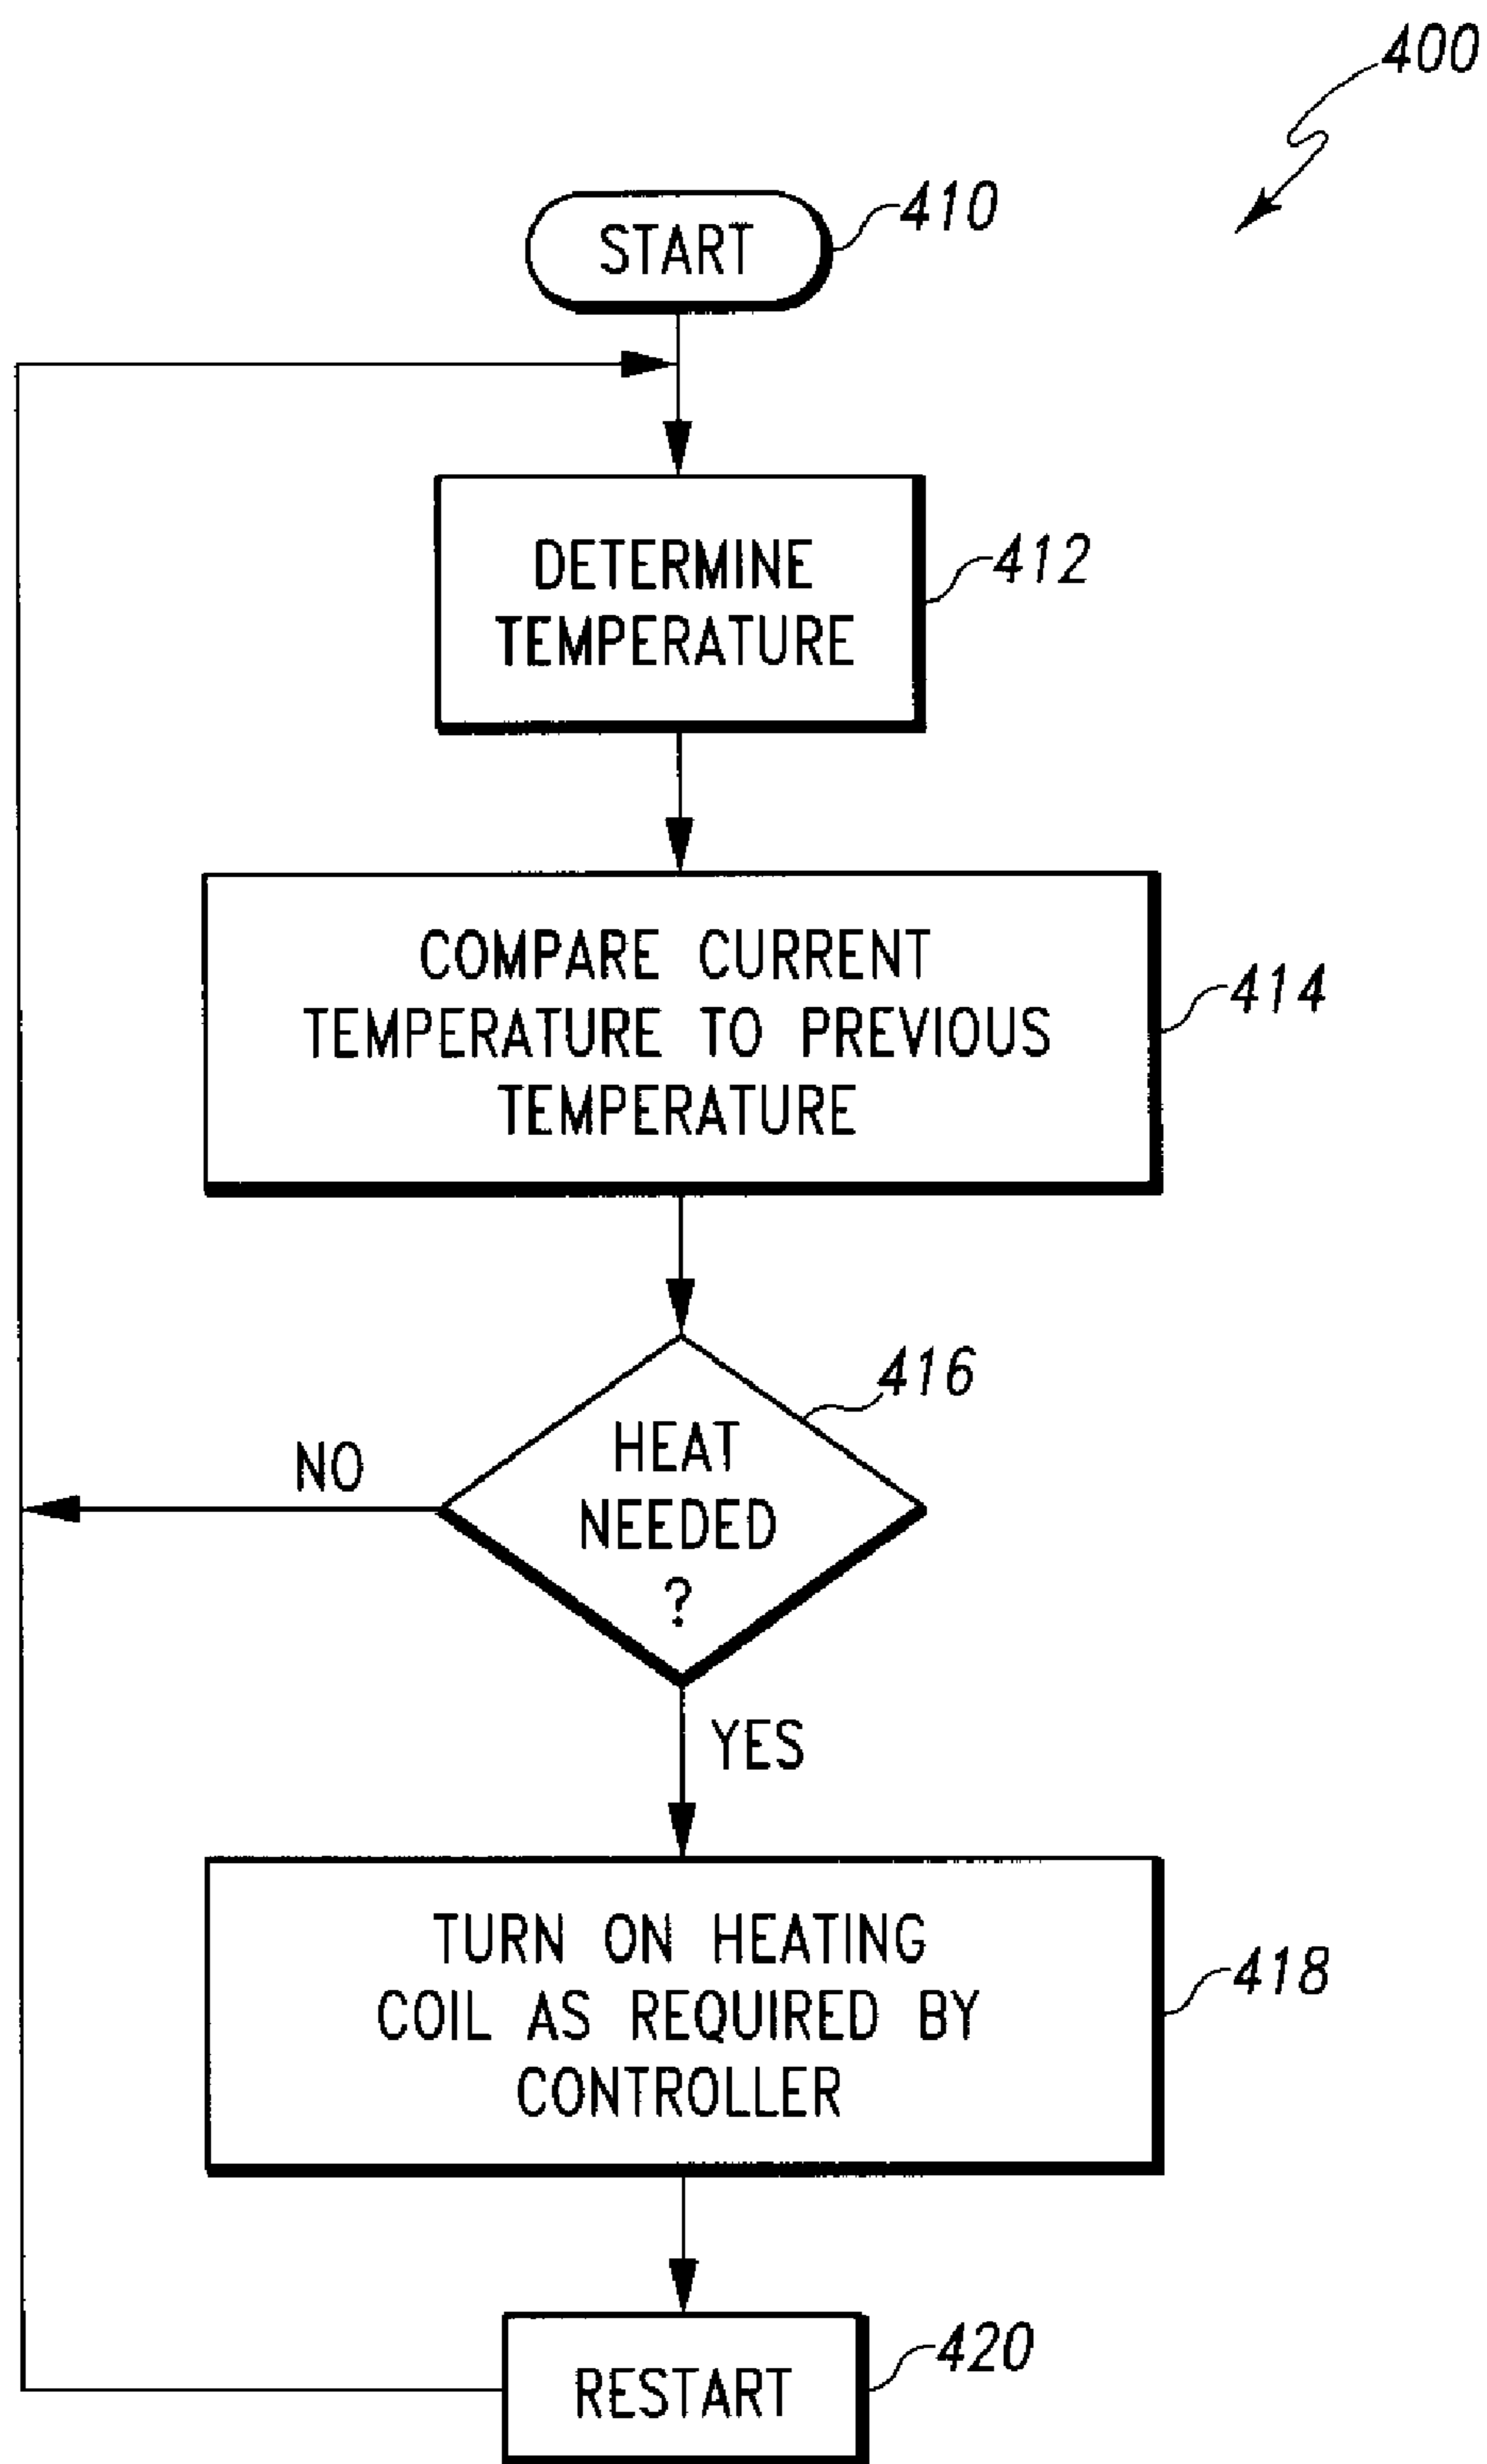 400
START
410
DETERMINE
TEMPERATURE
412
COMPARE CURRENT
TEMPERATURE TO PREVIOUS
TEMPERATURE
414
HEAT
NEEDED
?
416
NO
YES
TURN ON HEATING
COIL AS REQUIRED BY
CONTROLLER
418
RESTART
420